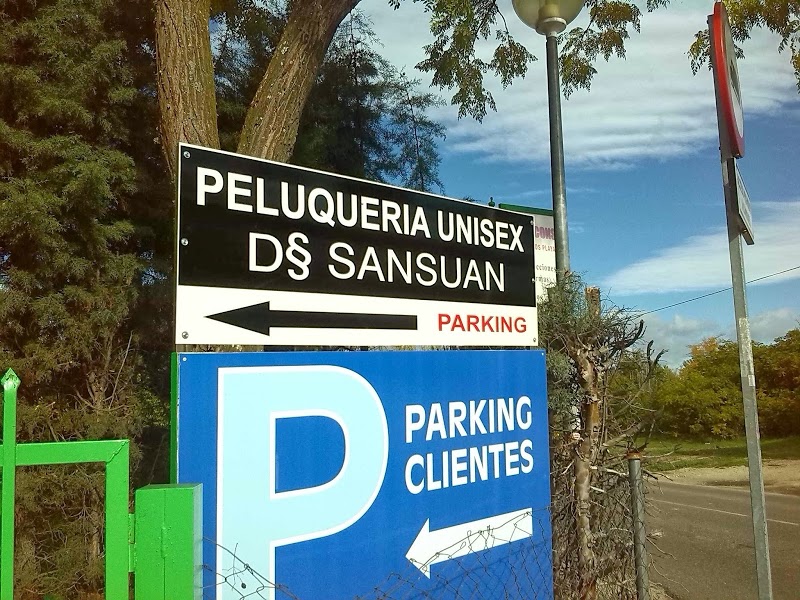 PELUQUERIA UNISEX
D§ SANSUAN
PARKING
P
PARKING
CLIENTES